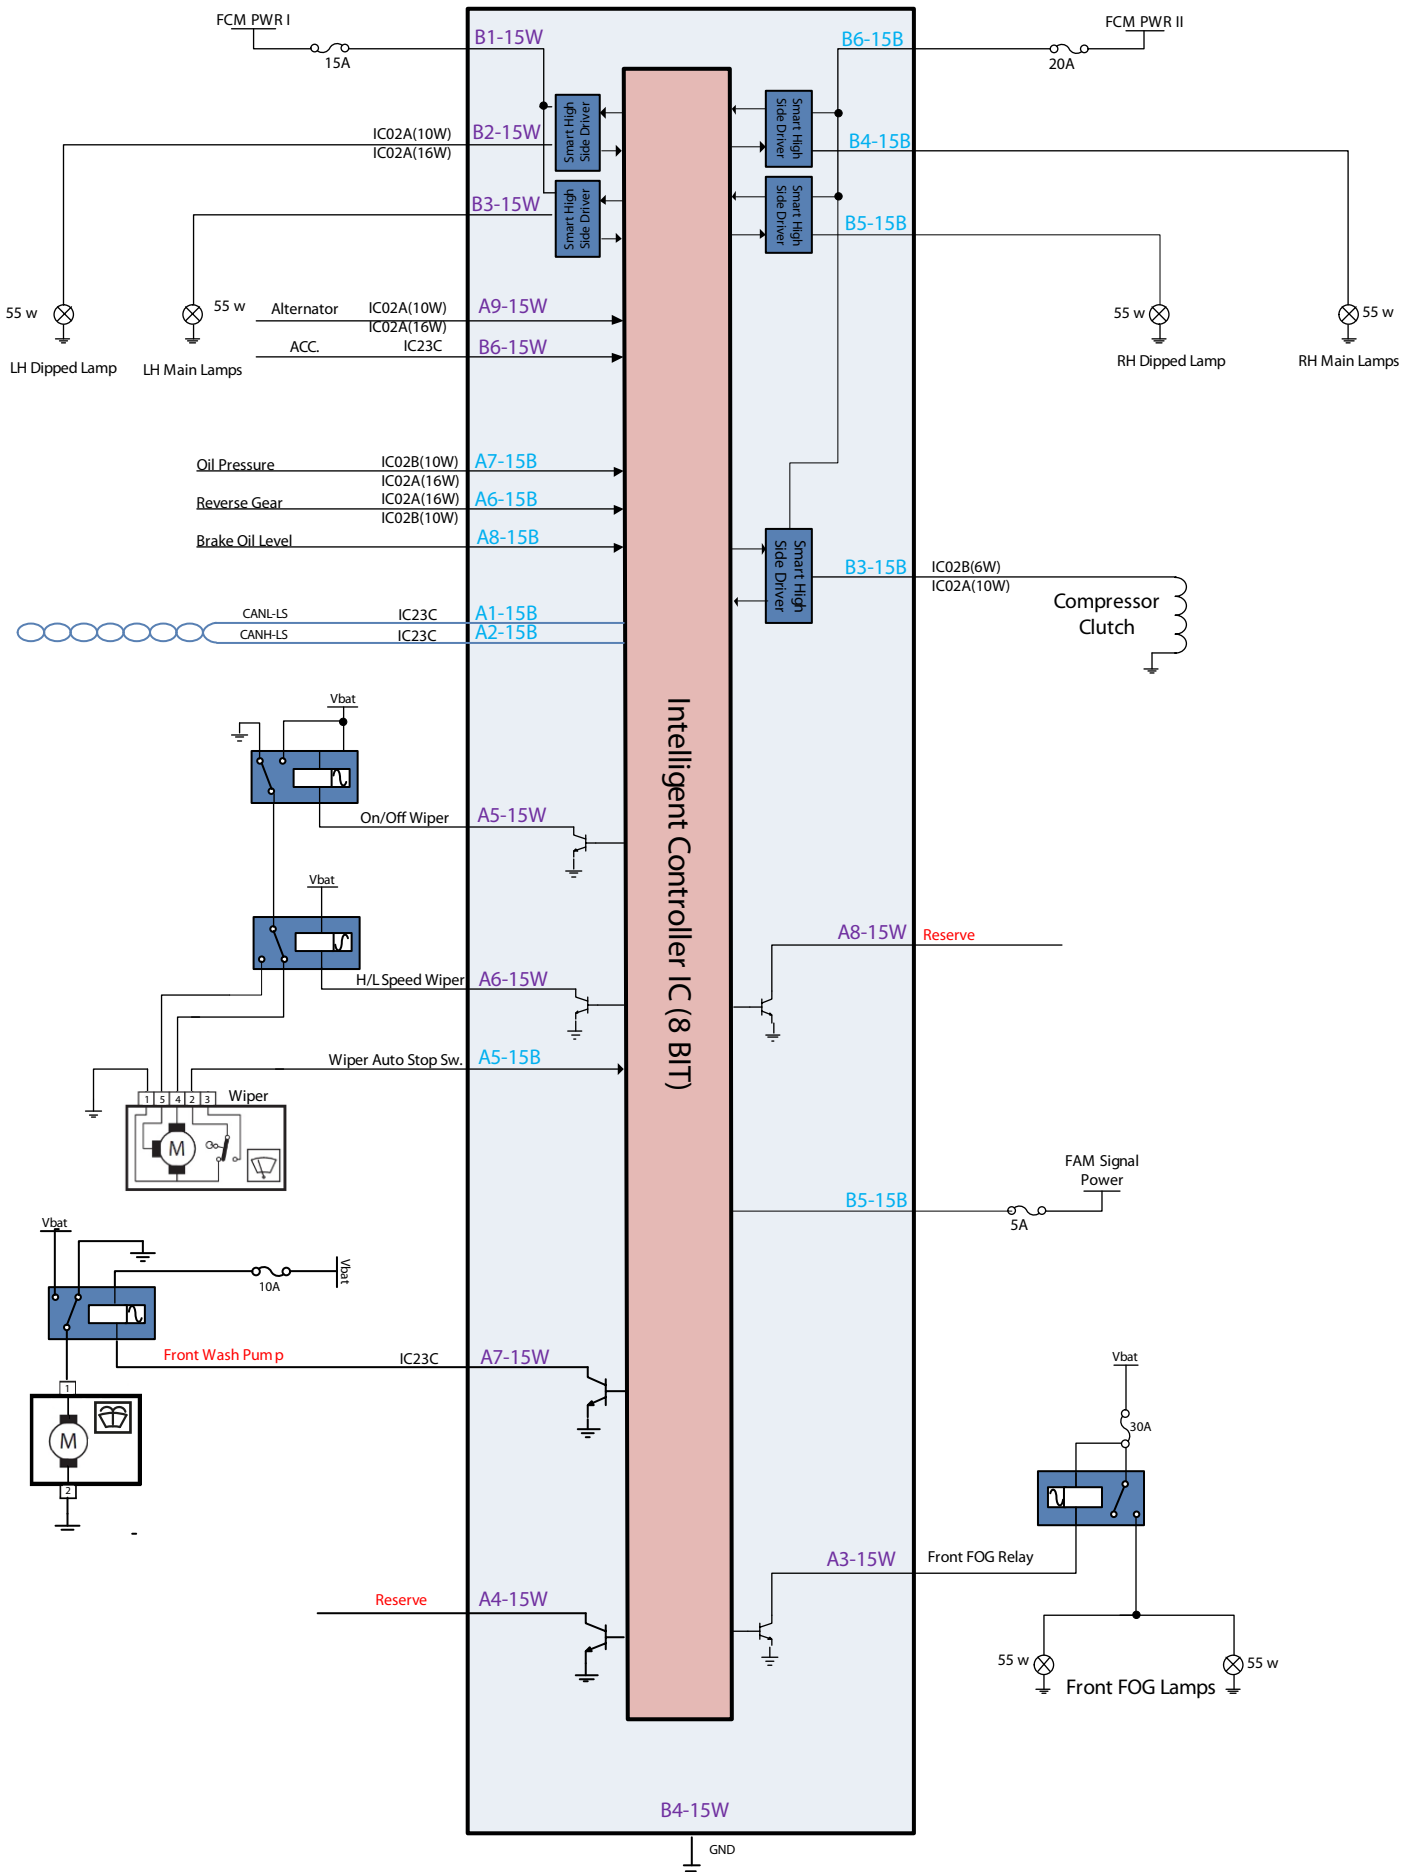 FCM PWR I
15A
B1-15W
B6-15B
20A
FCM PWR II
Smart High
Side Driver
Smart High
Side Driver
IC02A(10W)
IC02A(16W)
B2-15W
B4-15B
Smart High
Side Driver
Smart High
Side Driver
B3-15W
B5-15B
55 w
LH Dipped Lamp
55 w
LH Main Lamps
Alternator
IC02A(10W)
IC02A(16W)
A9-15W
ACC.
IC23C
B6-15W
55 w
RH Dipped Lamp
55 w
RH Main Lamps
Oil Pressure
IC02B(10W)
IC02A(16W)
A7-15B
Reverse Gear
IC02A(16W)
IC02B(10W)
A6-15B
Brake Oil Level
A8-15B
Smart High
Side Driver
B3-15B
IC02B(6W)
IC02A(10W)
Compressor
Clutch
CANL-LS
IC23C
A1-15B
CANH-LS
IC23C
A2-15B
Intelligent Controller IC (8 BIT)
Vbat
On/Off Wiper
A5-15W
Vbat
H/L Speed Wiper
A6-15W
A8-15W
Reserve
Wiper Auto Stop Sw.
A5-15B
Wiper
1 5 4 2 3
M
FAM Signal
Power
B5-15B
5A
Vbat
10A
Vbat
Front Wash Pump
IC23C
A7-15W
1
M
2
Vbat
30A
A3-15W
Front FOG Relay
Reserve
A4-15W
55 w
55 w
Front FOG Lamps
B4-15W
GND